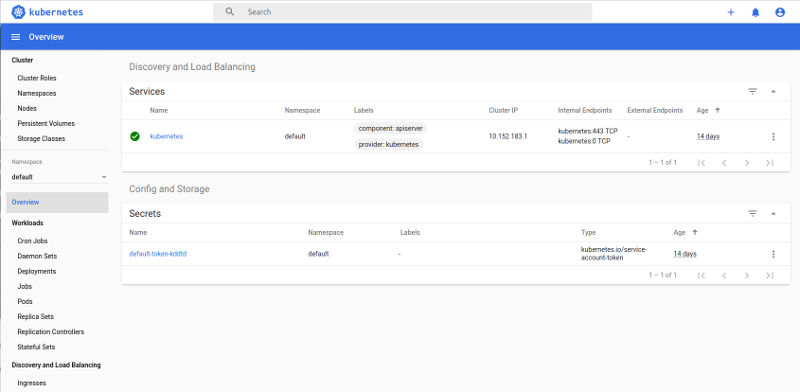 kubernetes
Search
Overview
Cluster
Cluster Roles
Namespaces
Nodes
Persistent Volumes
Storage Classes
Namespace
default
Overview
Workloads
Cron Jobs
Daemon Sets
Deployments
Jobs
Pods
Replica Sets
Replication Controllers
Stateful Sets
Discovery and Load Balancing
Ingresses
Discovery and Load Balancing
Services
Name Namespace Labels Cluster IP Internal Endpoints External Endpoints Age
kubernetes default component: apiserver provider: kubernetes 10.152.183.1 kubernetes:443 TCP kubernetes:0 TCP - 14 days
1 – 1 of 1
Config and Storage
Secrets
Name Namespace Labels Type Age
default-token-kddtd default - kubernetes.io/service-account-token 14 days
1 – 1 of 1